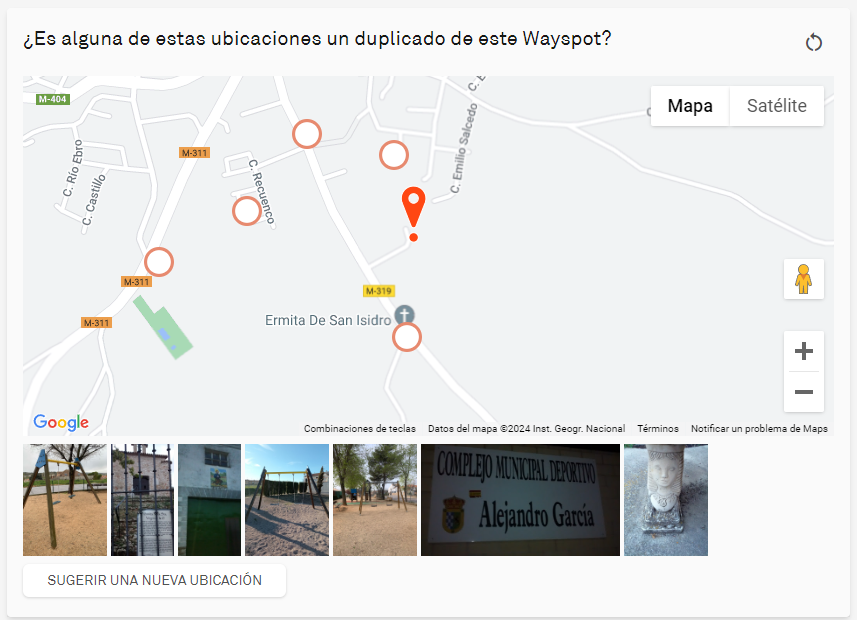 ¿Es alguna de estas ubicaciones un duplicado de este Wayspot?
M-404
Mapa
Satélite
C. E
C. Emilio Salcedo
M-311
C. Río Ebro
C. Castillo
C. Recuenco
M-311
M-319
M-311
Ermita De San Isidro
Google
Combinaciones de teclas
Datos del mapa ©2024 Inst. Geogr. Nacional
Términos
Notificar un problema de Maps
COMPLEJO MUNICIPAL DEPORTIVO
Alejandro García
SUGERIR UNA NUEVA UBICACIÓN